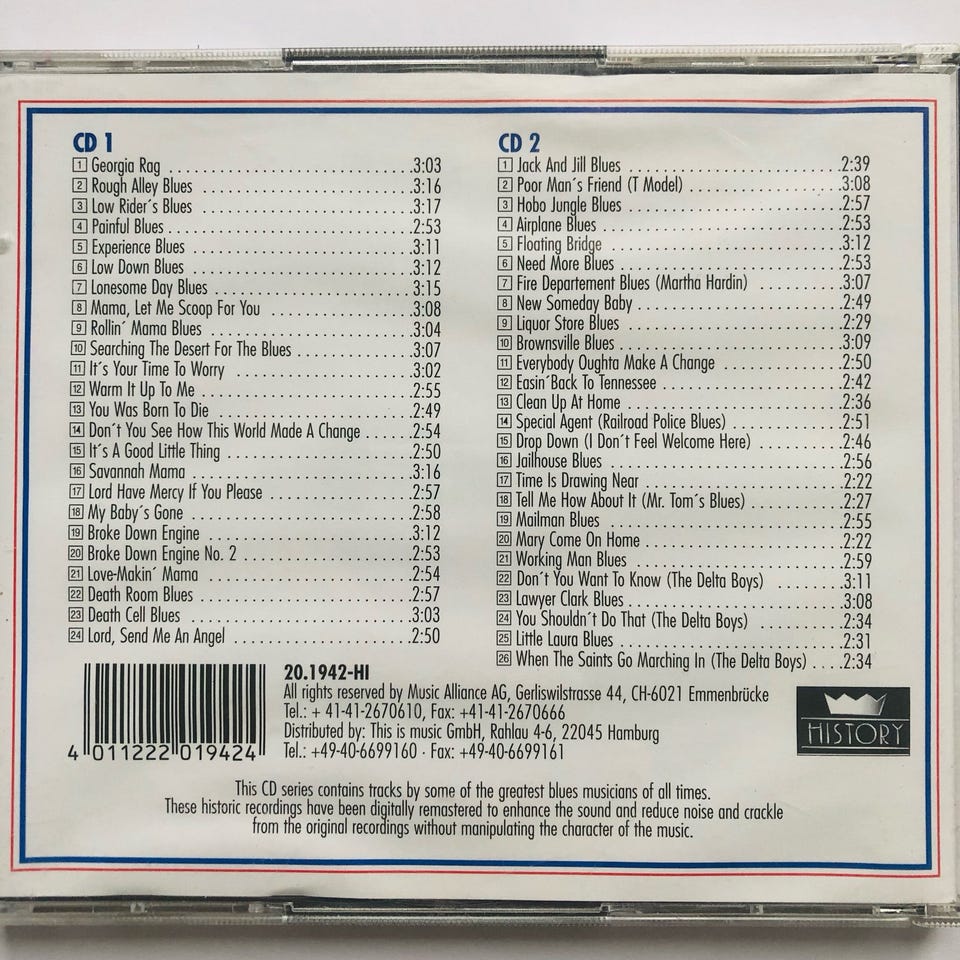 CD 1
1 Georgia Rag 3:03
2 Rough Alley Blues 3:16
3 Low Rider´s Blues 3:17
4 Painful Blues 2:53
5 Experience Blues 3:11
6 Low Down Blues 3:12
7 Lonesome Day Blues 3:15
8 Mama, Let Me Scoop For You 3:08
9 Rollin´ Mama Blues 3:04
10 Searching The Desert For The Blues 3:07
11 It´s Your Time To Worry 3:02
12 Warm It Up To Me 2:55
13 You Was Born To Die 2:49
14 Don´t You See How This World Made A Change 2:54
15 It´s A Good Little Thing 2:50
16 Savannah Mama 3:16
17 Lord Have Mercy If You Please 2:57
18 My Baby´s Gone 2:58
19 Broke Down Engine 3:12
20 Broke Down Engine No. 2 2:53
21 Love-Makin´ Mama 2:54
22 Death Room Blues 2:57
23 Death Cell Blues 3:03
24 Lord, Send Me An Angel 2:50
CD 2
1 Jack And Jill Blues 2:39
2 Poor Man´s Friend (T Model) 3:08
3 Hobo Jungle Blues 2:57
4 Airplane Blues 2:53
5 Floating Bridge 3:12
6 Need More Blues 2:53
7 Fire Departement Blues (Martha Hardin) 3:07
8 New Someday Baby 2:49
9 Liquor Store Blues 2:29
10 Brownsville Blues 3:09
11 Everybody Oughta Make A Change 2:50
12 Easin´Back To Tennessee 2:42
13 Clean Up At Home 2:36
14 Special Agent (Railroad Police Blues) 2:51
15 Drop Down (I Don´t Feel Welcome Here) 2:46
16 Jailhouse Blues 2:56
17 Time Is Drawing Near 2:22
18 Tell Me How About It (Mr. Tom´s Blues) 2:27
19 Mailman Blues 2:55
20 Mary Come On Home 2:22
21 Working Man Blues 2:59
22 Don´t You Want To Know (The Delta Boys) 3:11
23 Lawyer Clark Blues 3:08
24 You Shouldn´t Do That (The Delta Boys) 2:34
25 Little Laura Blues 2:31
26 When The Saints Go Marching In (The Delta Boys) 2:34
4 011222 019424
20.1942-HI
All rights reserved by Music Alliance AG, Gerliswilstrasse 44, CH-6021 Emmenbrücke
Tel.: + 41-41-2670610, Fax: +41-41-2670666
Distributed by: This is music GmbH, Rahlau 4-6, 22045 Hamburg
Tel.: +49-40-6699160 · Fax: +49-40-6699161
HISTORY
This CD series contains tracks by some of the greatest blues musicians of all times.
These historic recordings have been digitally remastered to enhance the sound and reduce noise and crackle
from the original recordings without manipulating the character of the music.